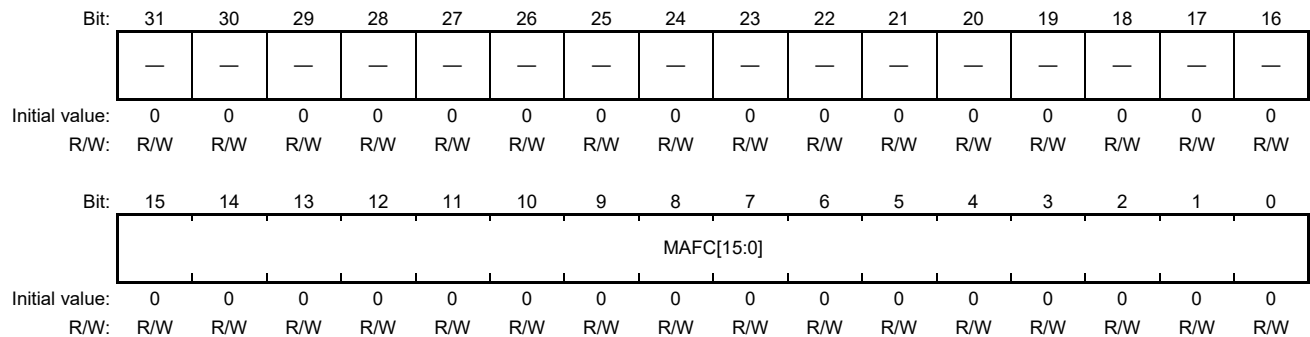 Bit: 31 30 29 28 27 26 25 24 23 22 21 20 19 18 17 16
— — — — — — — — — — — — — — — —
Initial value: 0 0 0 0 0 0 0 0 0 0 0 0 0 0 0 0
R/W: R/W R/W R/W R/W R/W R/W R/W R/W R/W R/W R/W R/W R/W R/W R/W R/W
Bit: 15 14 13 12 11 10 9 8 7 6 5 4 3 2 1 0
MAFC[15:0]
Initial value: 0 0 0 0 0 0 0 0 0 0 0 0 0 0 0 0
R/W: R/W R/W R/W R/W R/W R/W R/W R/W R/W R/W R/W R/W R/W R/W R/W R/W